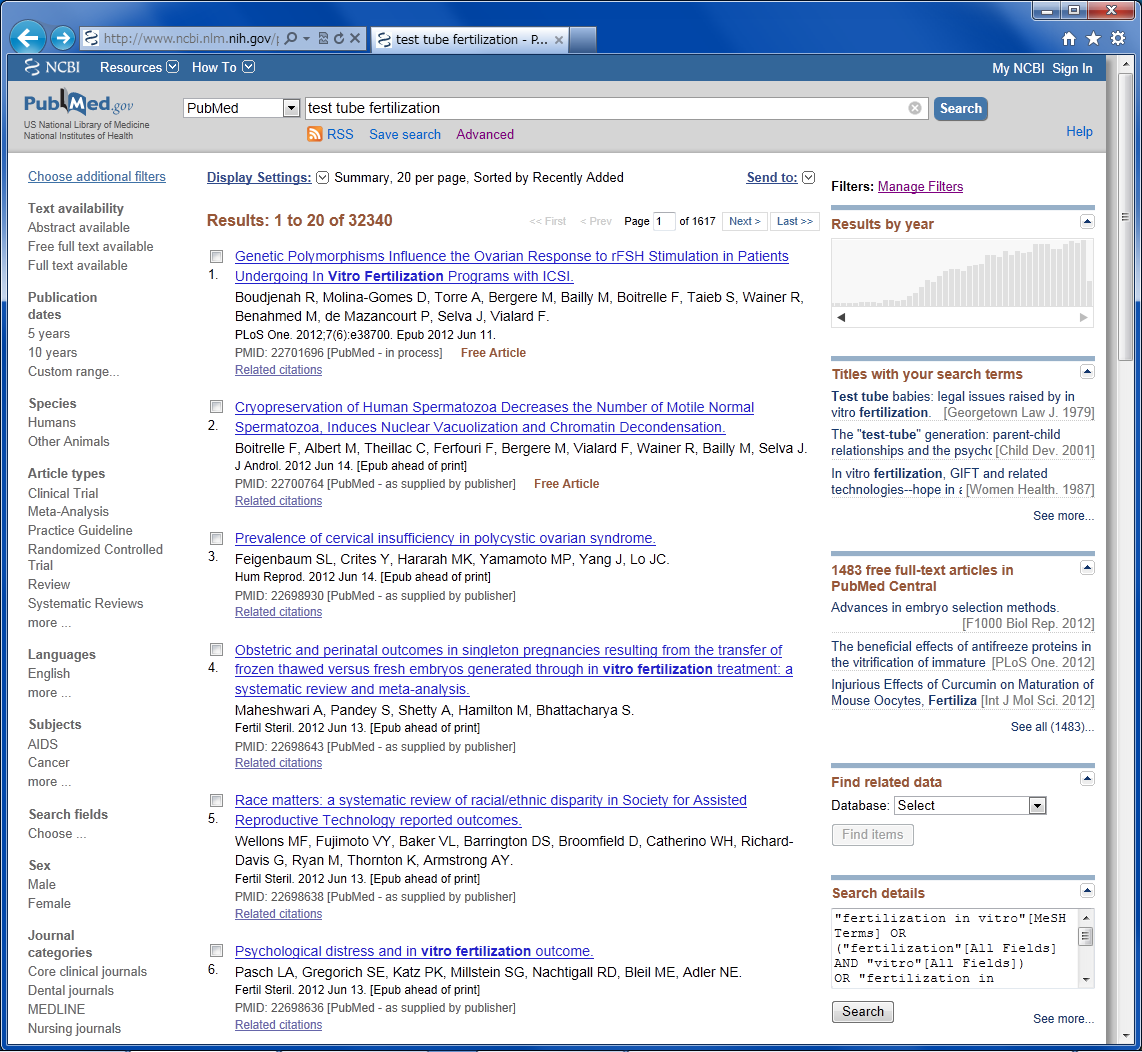 http://www.ncbi.nlm.nih.gov/
test tube fertilization - P...
NCBI Resources How To My NCBI Sign In
PubMed.gov
US National Library of Medicine
National Institutes of Health
PubMed test tube fertilization Search
RSS Save search Advanced
Help
Choose additional filters
Text availability
Abstract available
Free full text available
Full text available
Publication
dates
5 years
10 years
Custom range...
Species
Humans
Other Animals
Article types
Clinical Trial
Meta-Analysis
Practice Guideline
Randomized Controlled
Trial
Review
Systematic Reviews
more ...
Languages
English
more ...
Subjects
AIDS
Cancer
more ...
Search fields
Choose ...
Sex
Male
Female
Journal
categories
Core clinical journals
Dental journals
MEDLINE
Nursing journals
Display Settings: Summary, 20 per page, Sorted by Recently Added Send to:
Results: 1 to 20 of 32340
<< First < Prev Page 1 of 1617 Next > Last >>
1. Genetic Polymorphisms Influence the Ovarian Response to rFSH Stimulation in Patients
Undergoing In Vitro Fertilization Programs with ICSI.
Boudjenah R, Molina-Gomes D, Torre A, Bergere M, Bailly M, Boitrelle F, Taieb S, Wainer R,
Benahmed M, de Mazancourt P, Selva J, Vialard F.
PLoS One. 2012;7(6):e38700. Epub 2012 Jun 11.
PMID: 22701696 [PubMed - in process] Free Article
Related citations
2. Cryopreservation of Human Spermatozoa Decreases the Number of Motile Normal
Spermatozoa, Induces Nuclear Vacuolization and Chromatin Decondensation.
Boitrelle F, Albert M, Theillac C, Ferfouri F, Bergere M, Vialard F, Wainer R, Bailly M, Selva J.
J Androl. 2012 Jun 14. [Epub ahead of print]
PMID: 22700764 [PubMed - as supplied by publisher] Free Article
Related citations
3. Prevalence of cervical insufficiency in polycystic ovarian syndrome.
Feigenbaum SL, Crites Y, Hararah MK, Yamamoto MP, Yang J, Lo JC.
Hum Reprod. 2012 Jun 14. [Epub ahead of print]
PMID: 22698930 [PubMed - as supplied by publisher]
Related citations
4. Obstetric and perinatal outcomes in singleton pregnancies resulting from the transfer of
frozen thawed versus fresh embryos generated through in vitro fertilization treatment: a
systematic review and meta-analysis.
Maheshwari A, Pandey S, Shetty A, Hamilton M, Bhattacharya S.
Fertil Steril. 2012 Jun 13. [Epub ahead of print]
PMID: 22698643 [PubMed - as supplied by publisher]
Related citations
5. Race matters: a systematic review of racial/ethnic disparity in Society for Assisted
Reproductive Technology reported outcomes.
Wellons MF, Fujimoto VY, Baker VL, Barrington DS, Broomfield D, Catherino WH, Richard-
Davis G, Ryan M, Thornton K, Armstrong AY.
Fertil Steril. 2012 Jun 13. [Epub ahead of print]
PMID: 22698638 [PubMed - as supplied by publisher]
Related citations
6. Psychological distress and in vitro fertilization outcome.
Pasch LA, Gregorich SE, Katz PK, Millstein SG, Nachtigall RD, Bleil ME, Adler NE.
Fertil Steril. 2012 Jun 13. [Epub ahead of print]
PMID: 22698636 [PubMed - as supplied by publisher]
Related citations
Filters: Manage Filters
Results by year
Titles with your search terms
Test tube babies: legal issues raised by in
vitro fertilization. [Georgetown Law J. 1979]
The "test-tube" generation: parent-child
relationships and the [Child Dev. 2001]
In vitro fertilization, GIFT and related
technologies--hope in [Women Health. 1987]
See more...
1483 free full-text articles in
PubMed Central
Advances in embryo selection methods.
[F1000 Biol Rep. 2012]
The beneficial effects of antifreeze proteins in
the vitrification of immature [PLoS One. 2012]
Injurious Effects of Curcumin on Maturation of
Mouse Oocytes, Fertiliza [Int J Mol Sci. 2012]
See all (1483)...
Find related data
Database: Select
Find items
Search details
"fertilization in vitro"[MeSH
Terms] OR
("fertilization"[All Fields]
AND "vitro"[All Fields])
OR "fertilization in
Search
See more...